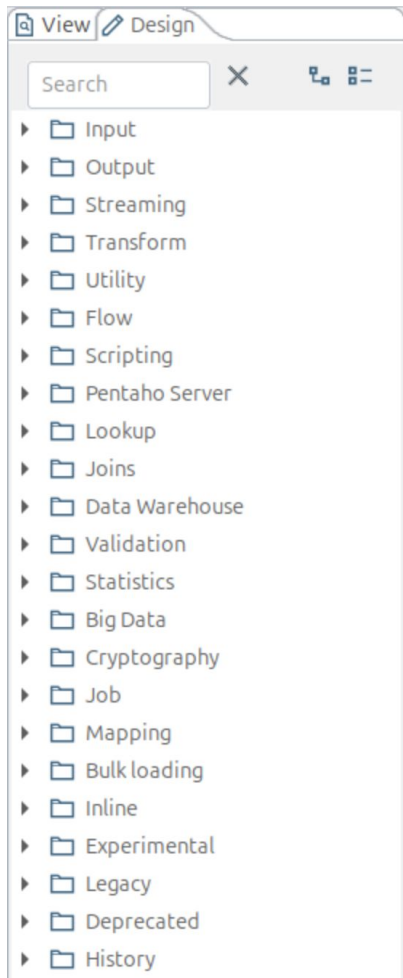 View Design
Search
Input
Output
Streaming
Transform
Utility
Flow
Scripting
Pentaho Server
Lookup
Joins
Data Warehouse
Validation
Statistics
Big Data
Cryptography
Job
Mapping
Bulk loading
Inline
Experimental
Legacy
Deprecated
History